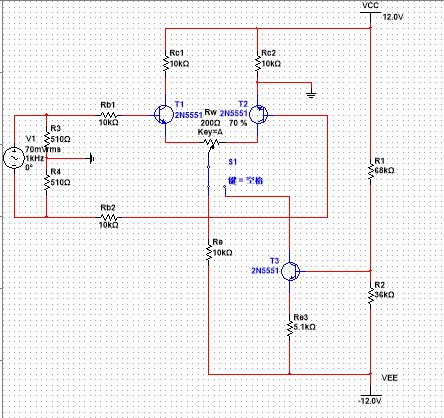 VCC
12.0V
Rc1
10kΩ
Rc2
10kΩ
Rb1
10kΩ
T1
2N5551
Rw
200Ω
Key=A
T2
2N5551
70 %
V1
70mVrms
1kHz
0°
R3
510Ω
R4
510Ω
S1
键 = 空格
R1
68kΩ
Rb2
10kΩ
Re
10kΩ
T3
2N5551
R2
36kΩ
Re3
5.1kΩ
VEE
-12.0V